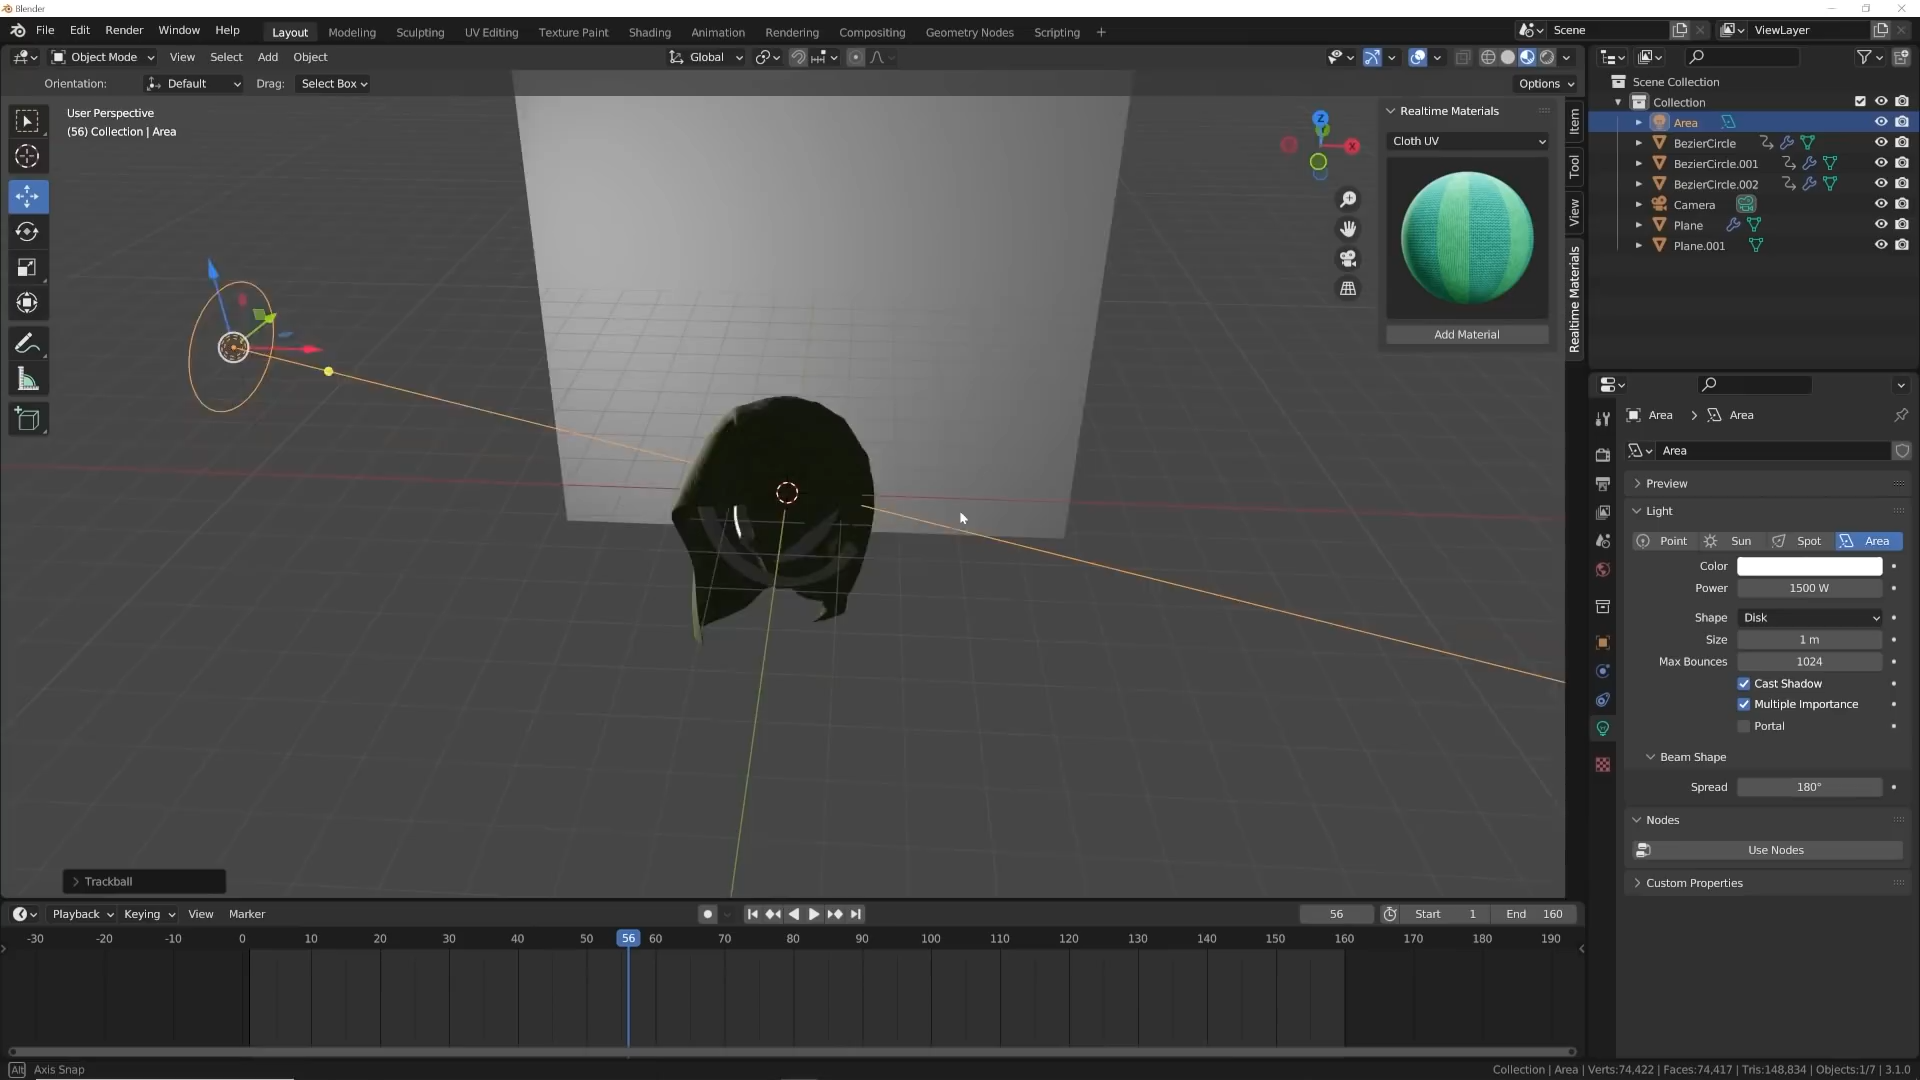 Blender
File Edit Render Window Help
Layout Modeling Sculpting UV Editing Texture Paint Shading Animation Rendering Compositing Geometry Nodes Scripting +
Scene
ViewLayer
Object Mode View Select Add Object
Global
Orientation: Default Drag: Select Box
Options
User Perspective
(56) Collection | Area
Z
X
Realtime Materials
Cloth UV
Add Material
Item
Tool
View
Realtime Materials
Scene Collection
Collection
Area
BezierCircle
BezierCircle.001
BezierCircle.002
Camera
Plane
Plane.001
Area > Area
Area
Preview
Light
Point Sun Spot Area
Color
Power 1500 W
Shape Disk
Size 1 m
Max Bounces 1024
Cast Shadow
Multiple Importance
Portal
Beam Shape
Spread 180°
Nodes
Use Nodes
Custom Properties
Trackball
Playback Keying View Marker
56 Start 1 End 160
-30 -20 -10 0 10 20 30 40 50 56 60 70 80 90 100 110 120 130 140 150 160 170 180 190
Alt Axis Snap
Collection | Area | Verts:74,422 | Faces:74,417 | Tris:148,834 | Objects:1/7 | 3.1.0